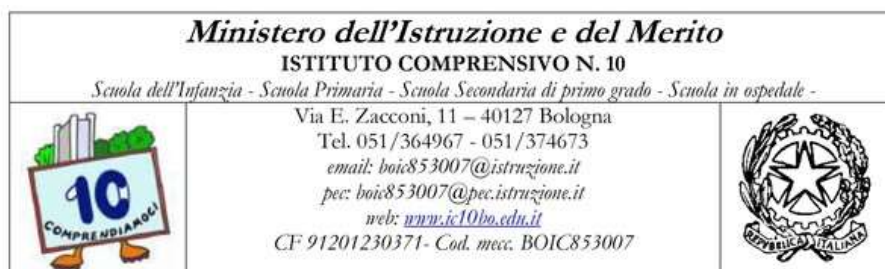 Ministero dell'Istruzione e del Merito
ISTITUTO COMPRENSIVO N. 10
Scuola dell'Infanzia - Scuola Primaria - Scuola Secondaria di primo grado - Scuola in ospedale -
10
COMPRENDIAMOCI
Via E. Zacconi, 11 – 40127 Bologna
Tel. 051/364967 - 051/374673
email: boic853007@istruzione.it
pec: boic853007@pec.istruzione.it
web: www.ic10bo.edu.it
CF 91201230371- Cod. mecc. BOIC853007
REPVBBLICA ITALIANA